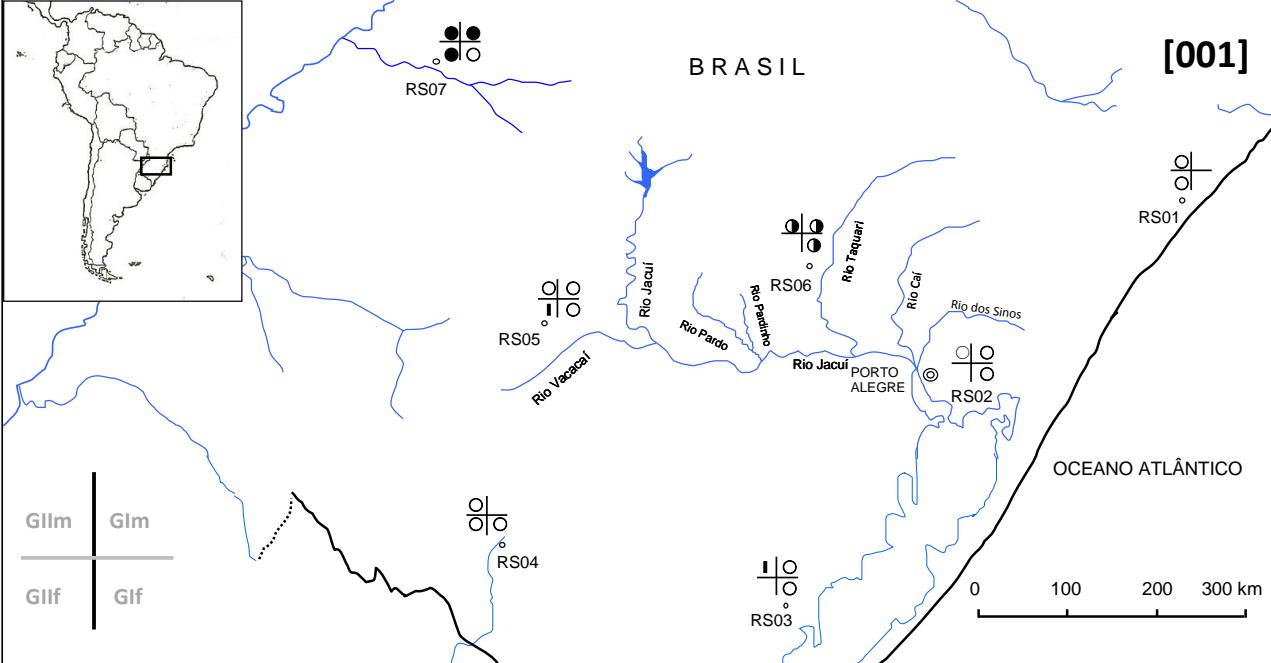 BRASIL
[001]
RS07
RS01
Rio Jacuí
Rio Taquari
RS06
Rio Caí
Rio Pardinho
Rio dos Sinos
RS05
Rio Pardo
Rio Vacacaí
Rio Jacuí
PORTO
ALEGRE
RS02
OCEANO ATLÂNTICO
GIIm
GIm
GIIf
GIf
RS04
RS03
0 100 200 300 km